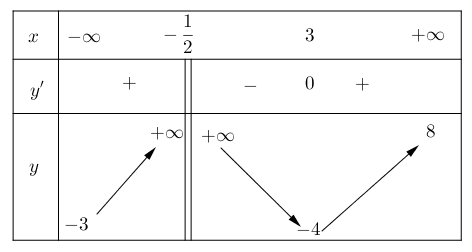 x −∞ −1/2 3 +∞
y′ + − 0 +
+∞ +∞ 8
y
−3 −4